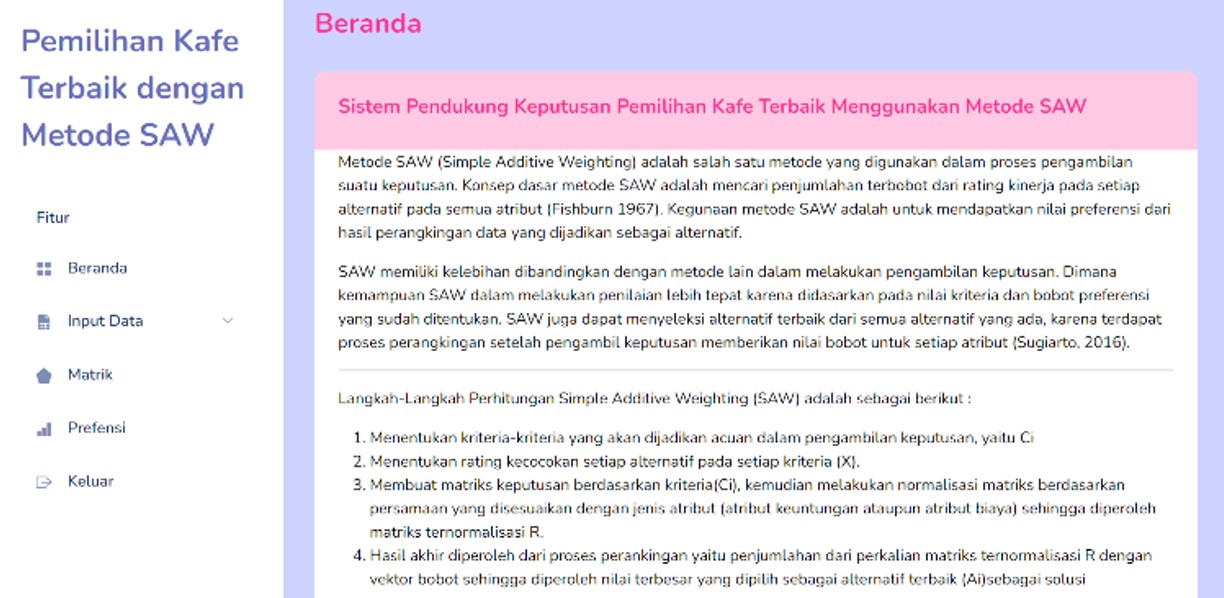 Pemilihan Kafe
Terbaik dengan
Metode SAW
Fitur
Beranda
Input Data
Matrik
Prefensi
Keluar
Beranda
Sistem Pendukung Keputusan Pemilihan Kafe Terbaik Menggunakan Metode SAW
Metode SAW (Simple Additive Weighting) adalah salah satu metode yang digunakan dalam proses pengambilan
suatu keputusan. Konsep dasar metode SAW adalah mencari penjumlahan terbobot dari rating kinerja pada setiap
alternatif pada semua atribut (Fishburn 1967). Kegunaan metode SAW adalah untuk mendapatkan nilai preferensi dari
hasil perangkingan data yang dijadikan sebagai alternatif.
SAW memiliki kelebihan dibandingkan dengan metode lain dalam melakukan pengambilan keputusan. Dimana
kemampuan SAW dalam melakukan penilaian lebih tepat karena didasarkan pada nilai kriteria dan bobot preferensi
yang sudah ditentukan. SAW juga dapat menyeleksi alternatif terbaik dari semua alternatif yang ada, karena terdapat
proses perangkingan setelah pengambil keputusan memberikan nilai bobot untuk setiap atribut (Sugiarto, 2016).
Langkah-Langkah Perhitungan Simple Additive Weighting (SAW) adalah sebagai berikut :
1. Menentukan kriteria-kriteria yang akan dijadikan acuan dalam pengambilan keputusan, yaitu Ci
2. Menentukan rating kecocokan setiap alternatif pada setiap kriteria (X).
3. Membuat matriks keputusan berdasarkan kriteria(Ci), kemudian melakukan normalisasi matriks berdasarkan
persamaan yang disesuaikan dengan jenis atribut (atribut keuntungan ataupun atribut biaya) sehingga diperoleh
matriks ternormalisasi R.
4. Hasil akhir diperoleh dari proses perankingan yaitu penjumlahan dari perkalian matriks ternormalisasi R dengan
vektor bobot sehingga diperoleh nilai terbesar yang dipilih sebagai alternatif terbaik (Ai)sebagai solusi